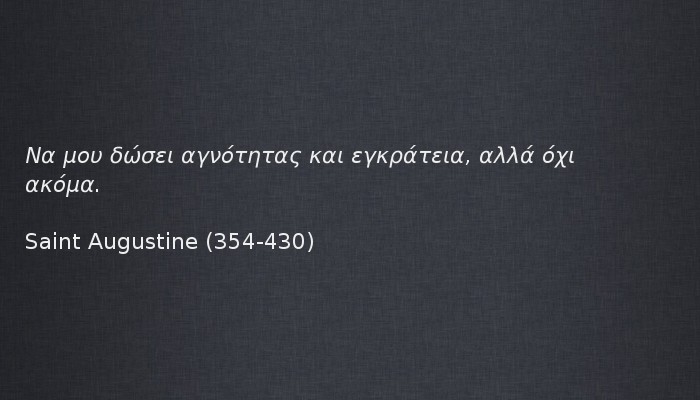 Να μου δώσει αγνότητας και εγκράτεια, αλλά όχι
ακόμα.
Saint Augustine (354-430)